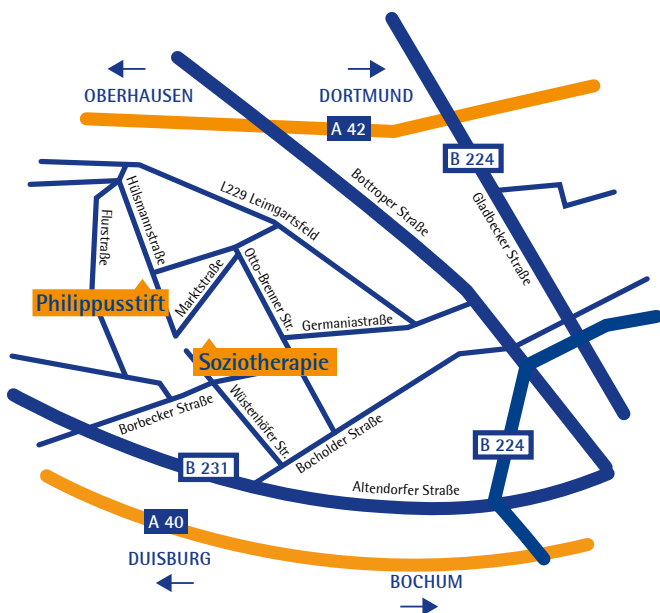 OBERHAUSEN
DORTMUND
A 42
B 224
Bottroper Straße
Gladbecker Straße
L229 Leimgartsfeld
Hülsmannstraße
Flurstraße
Marktstraße
Otto-Brenner Str.
Philippusstift
Germaniastraße
Soziotherapie
Borbecker Straße
Wüstenhöfer Str.
Bocholder Straße
B 224
B 231
Altendorfer Straße
A 40
DUISBURG
BOCHUM